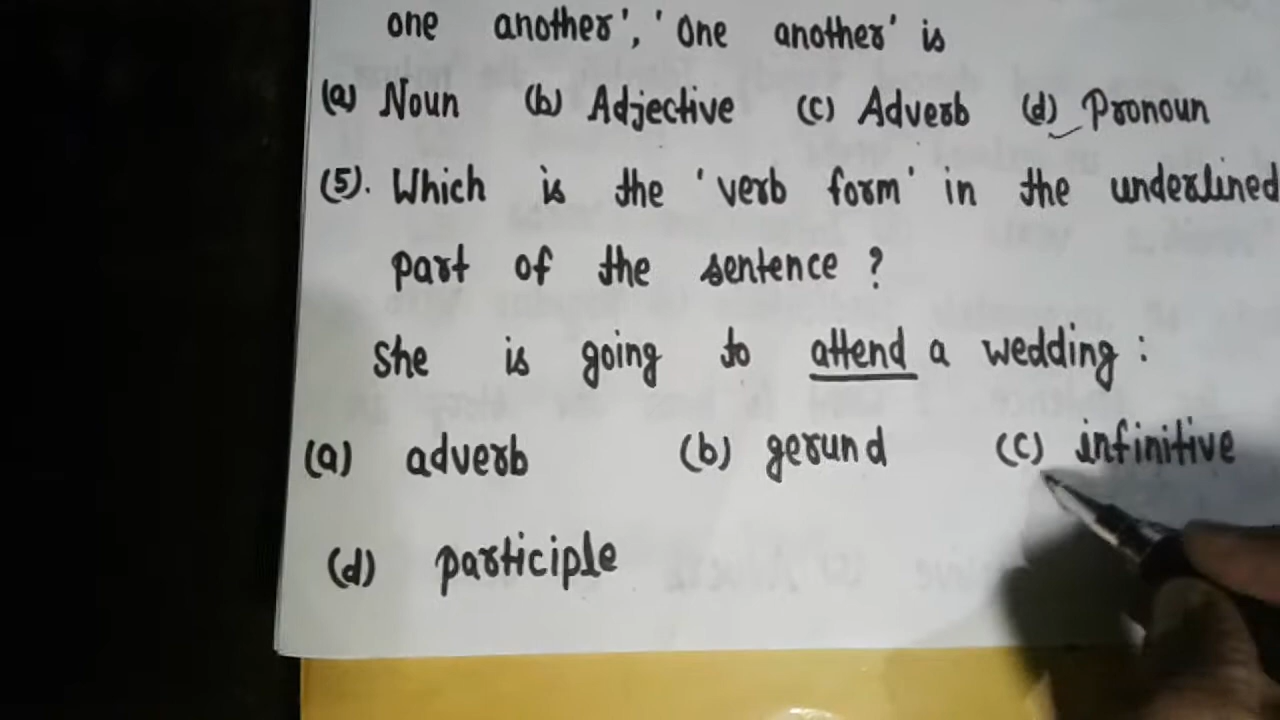 one another', 'One another' is
(a) Noun (b) Adjective (c) Adverb (d) Pronoun
(5). Which is the 'verb form' in the underlined
part of the sentence ?
She is going to attend a wedding :
(a) adverb (b) gerund (c) infinitive
(d) participle